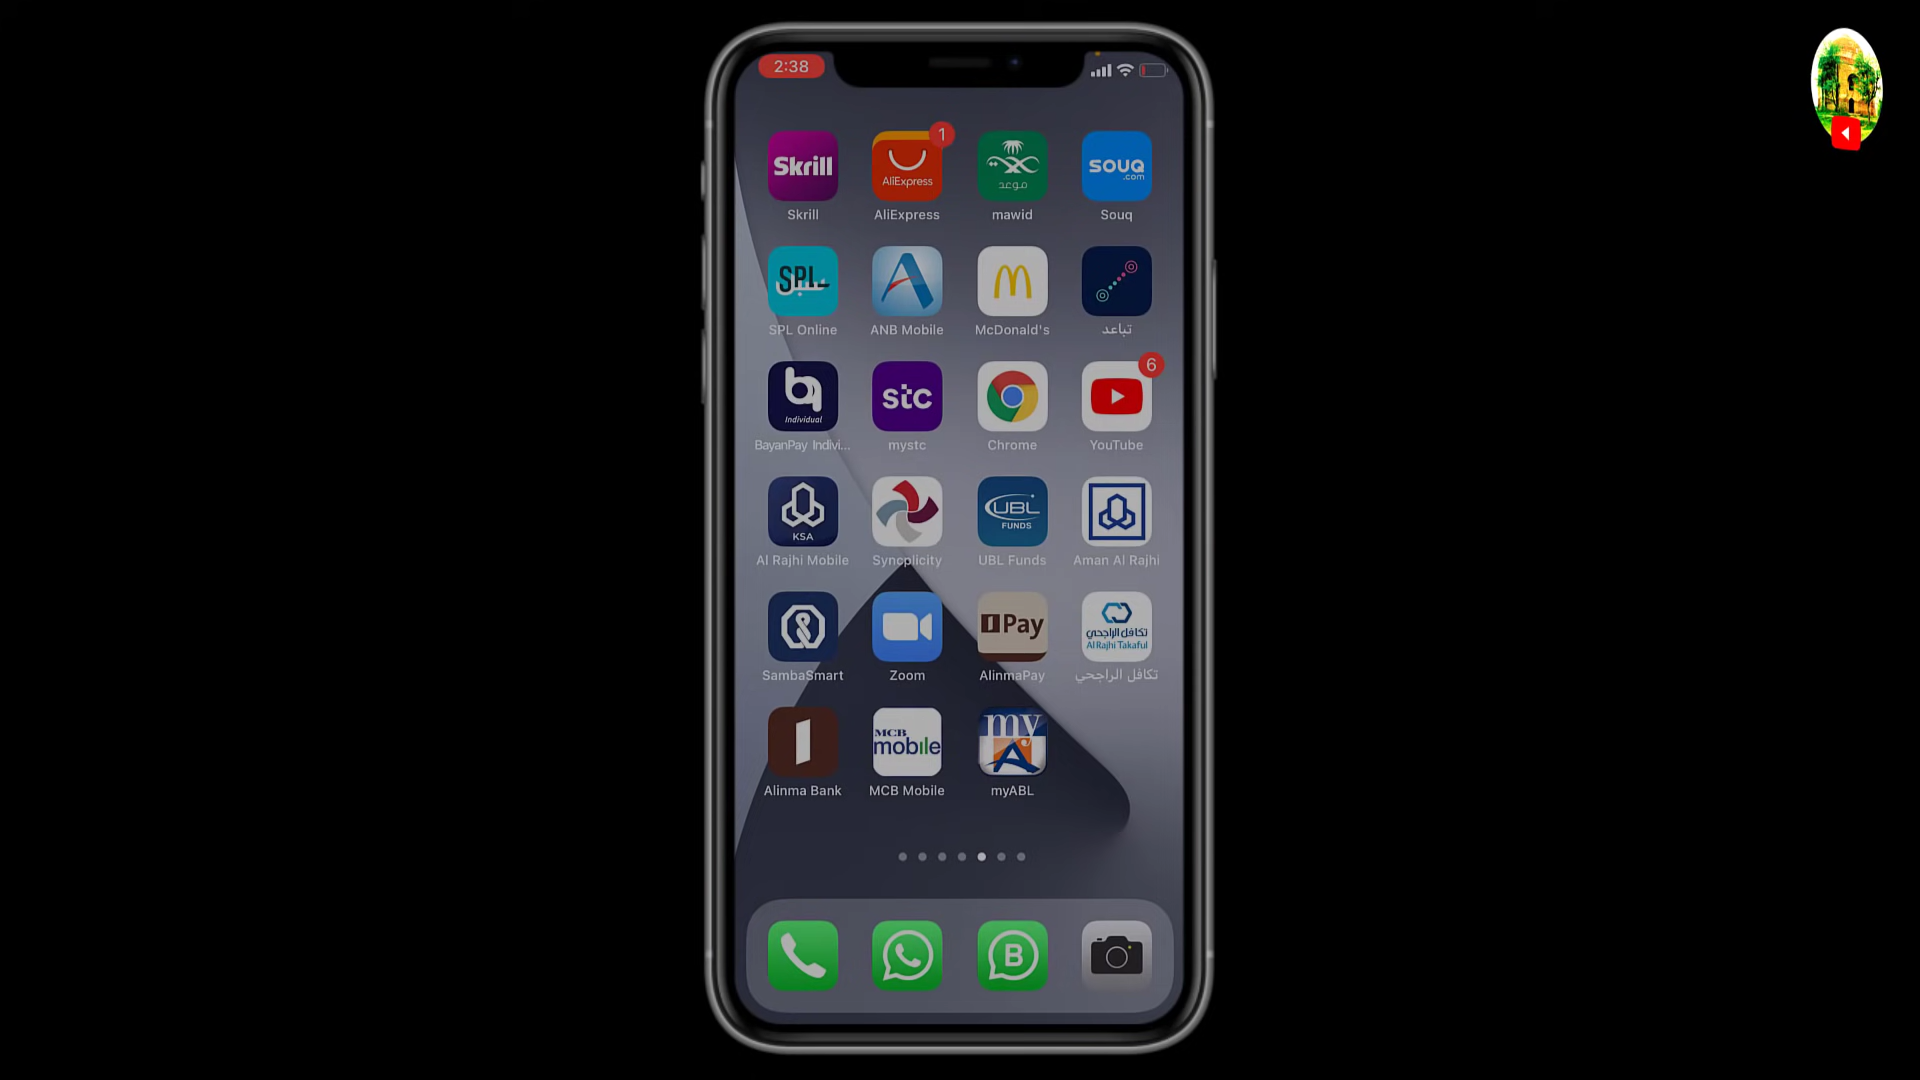 2:38
Skrill
AliExpress
1
موعد
souq
.com
Skrill
AliExpress
mawid
Souq
SPL
سبل
SPL Online
ANB Mobile
McDonald's
تباعد
Individual
stc
6
BayanPay Indivi...
mystc
Chrome
YouTube
KSA
UBL
FUNDS
Al Rajhi Mobile
Syncplicity
UBL Funds
Aman Al Rajhi
Pay
تكافل الراجحي
Al Rajhi Takaful
SambaSmart
Zoom
AlinmaPay
تكافل الراجحي
MCB
mobile
my
Alinma Bank
MCB Mobile
myABL
B